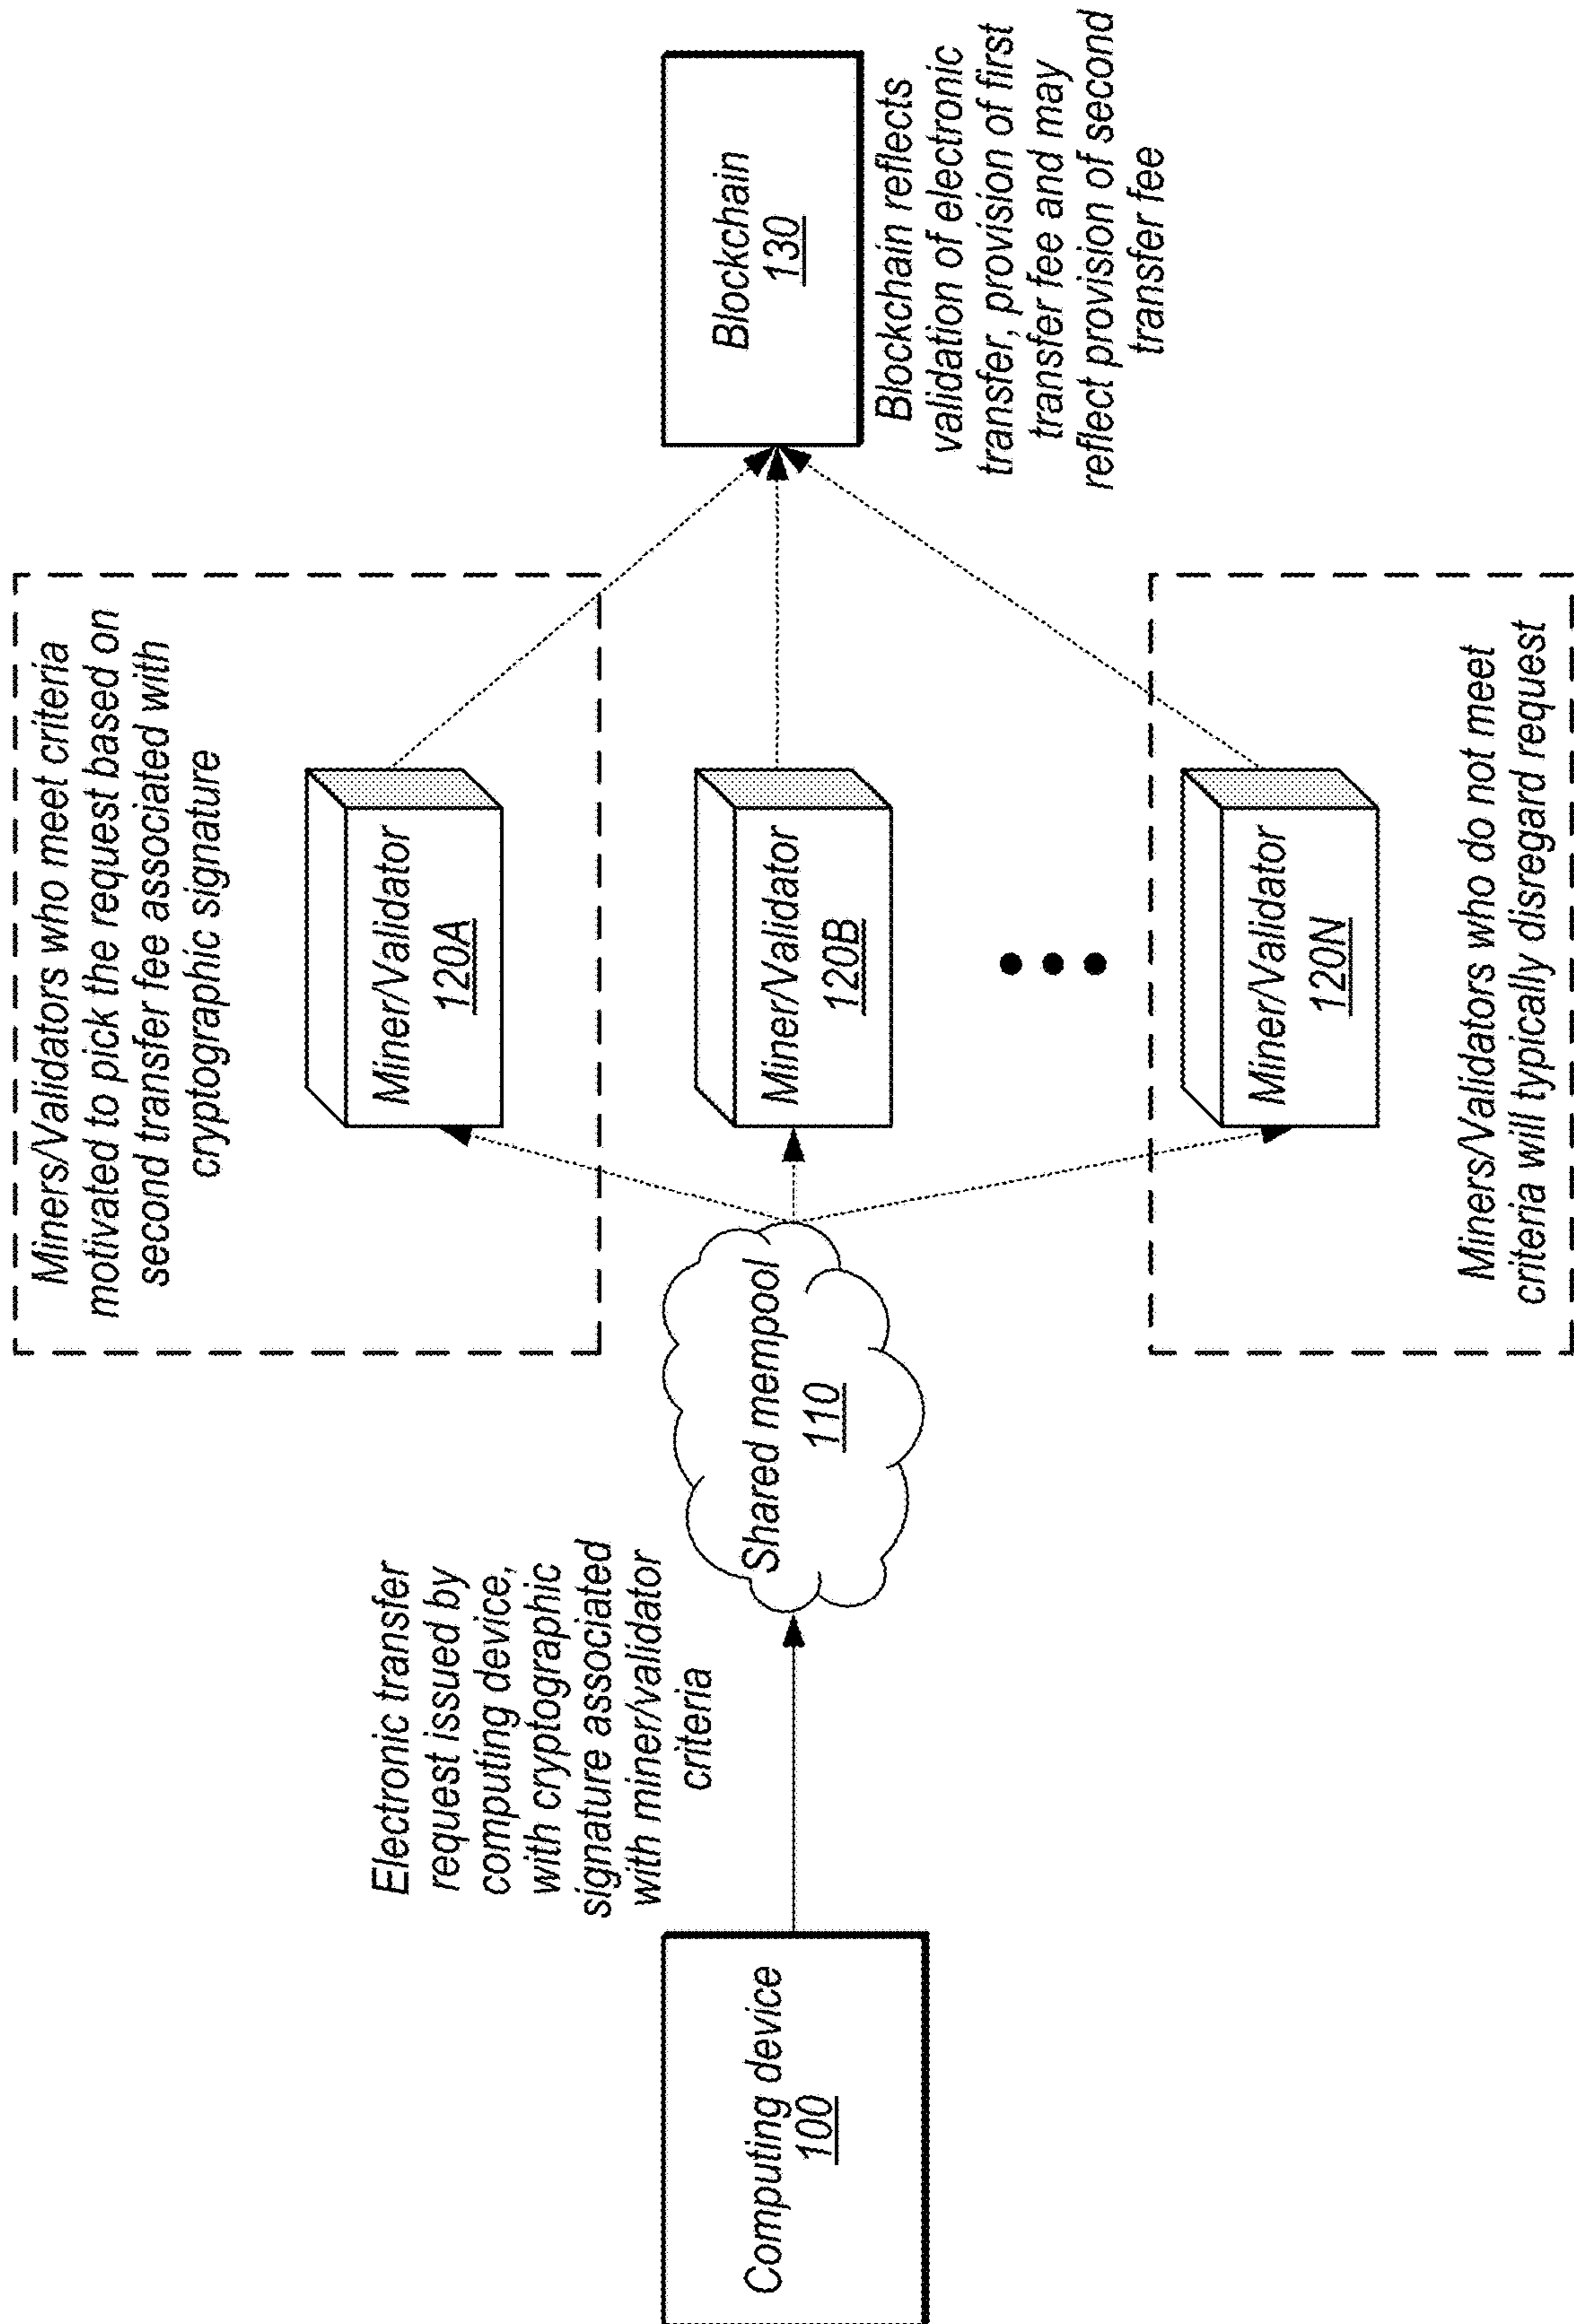 Computing device
100
Electronic transfer
request issued by
computing device,
with cryptographic
signature associated
with miner/validator
criteria
Shared mempool
110
Miners/Validators who meet criteria
motivated to pick the request based on
second transfer fee associated with
cryptographic signature
Miner/Validator
120A
Miner/Validator
120B
Miner/Validator
120N
Miners/Validators who do not meet
criteria will typically disregard request
Blockchain
130
Blockchain reflects
validation of electronic
transfer, provision of first
transfer fee and may
reflect provision of second
transfer fee